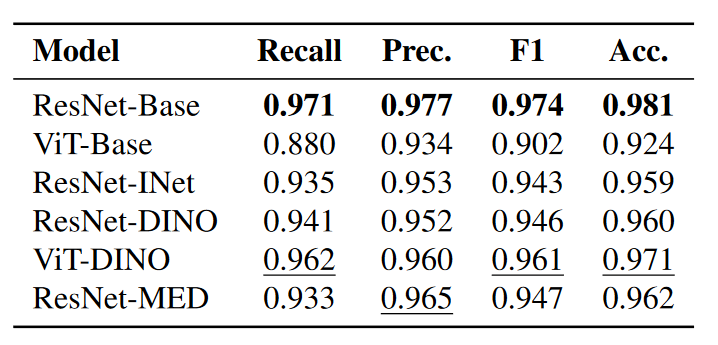 Model Recall Prec. F1 Acc.
ResNet-Base 0.971 0.977 0.974 0.981
ViT-Base 0.880 0.934 0.902 0.924
ResNet-INet 0.935 0.953 0.943 0.959
ResNet-DINO 0.941 0.952 0.946 0.960
ViT-DINO 0.962 0.960 0.961 0.971
ResNet-MED 0.933 0.965 0.947 0.962